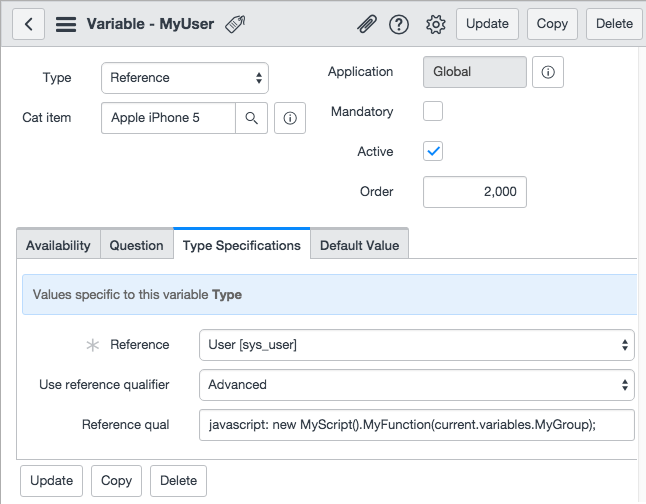 Variable - MyUser
Update
Copy
Delete
Type
Reference
Application
Global
Cat item
Apple iPhone 5
Mandatory
Active
Order
2,000
Availability
Question
Type Specifications
Default Value
Values specific to this variable Type
Reference
User [sys_user]
Use reference qualifier
Advanced
Reference qual
javascript: new MyScript().MyFunction(current.variables.MyGroup);
Update
Copy
Delete